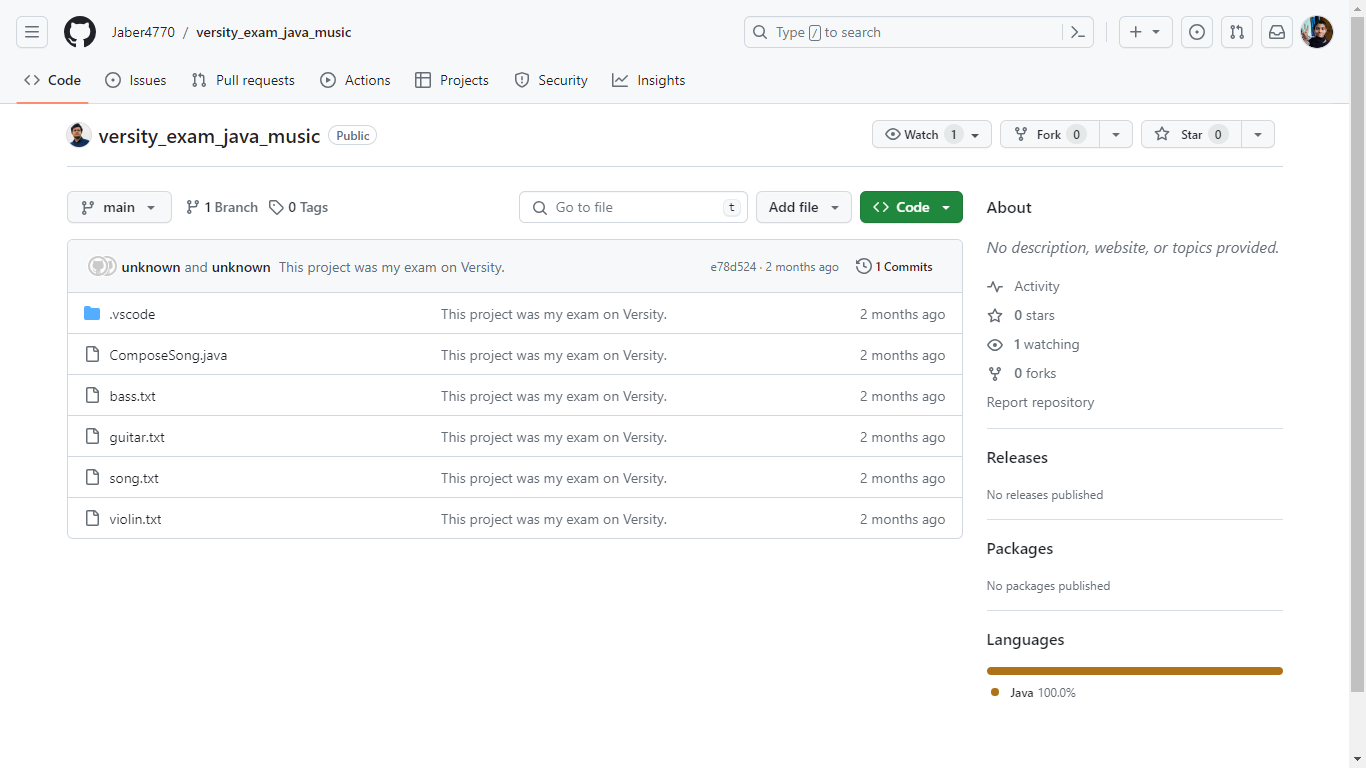 Jaber4770 / versity_exam_java_music
Type / to search
Code Issues Pull requests Actions Projects Security Insights
versity_exam_java_music Public
Watch 1 Fork 0 Star 0
main 1 Branch 0 Tags Go to file t Add file Code
unknown and unknown This project was my exam on Versity. e78d524 · 2 months ago 1 Commits
.vscode This project was my exam on Versity. 2 months ago
ComposeSong.java This project was my exam on Versity. 2 months ago
bass.txt This project was my exam on Versity. 2 months ago
guitar.txt This project was my exam on Versity. 2 months ago
song.txt This project was my exam on Versity. 2 months ago
violin.txt This project was my exam on Versity. 2 months ago
About
No description, website, or topics provided.
Activity
0 stars
1 watching
0 forks
Report repository
Releases
No releases published
Packages
No packages published
Languages
Java 100.0%